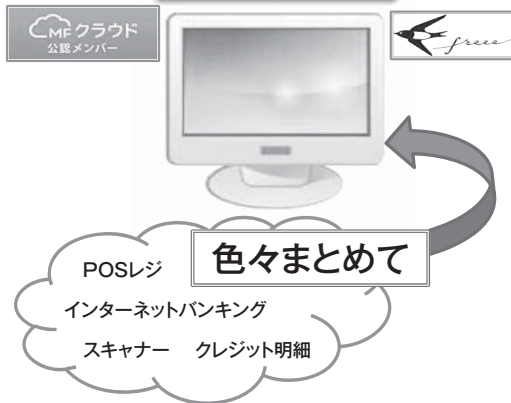 MFクラウド
公認メンバー
freee
色々まとめて
POSレジ
インターネットバンキング
スキャナー　クレジット明細